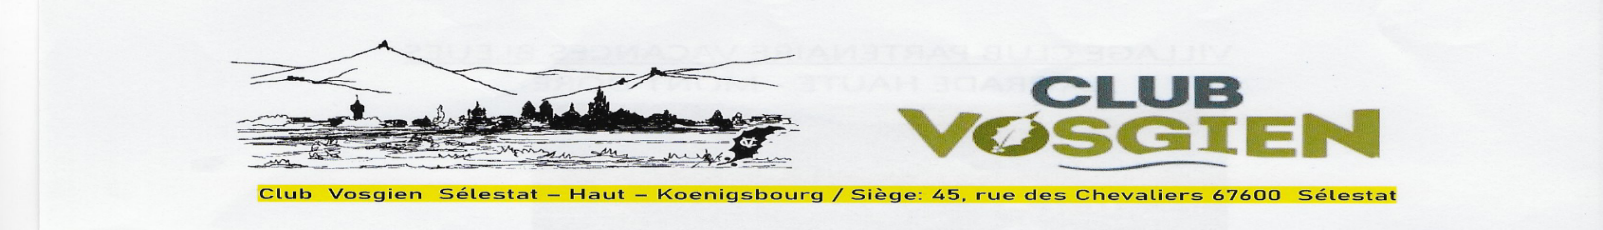 CLUB
VOSGIEN
Club Vosgien Sélestat – Haut – Koenigsbourg / Siège: 45, rue des Chevaliers 67600 Sélestat